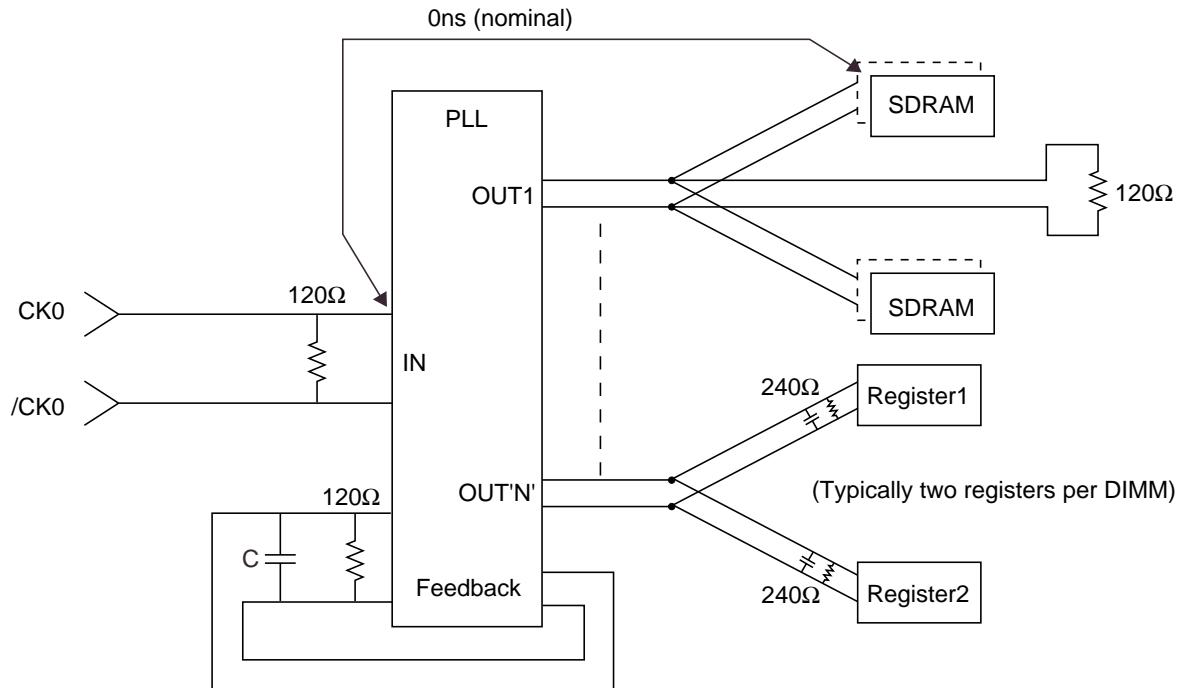 0ns (nominal)
PLL
SDRAM
OUT1
120Ω
SDRAM
120Ω
CK0
IN
/CK0
240Ω
Register1
120Ω
OUT'N'
(Typically two registers per DIMM)
C
Feedback
240Ω
Register2